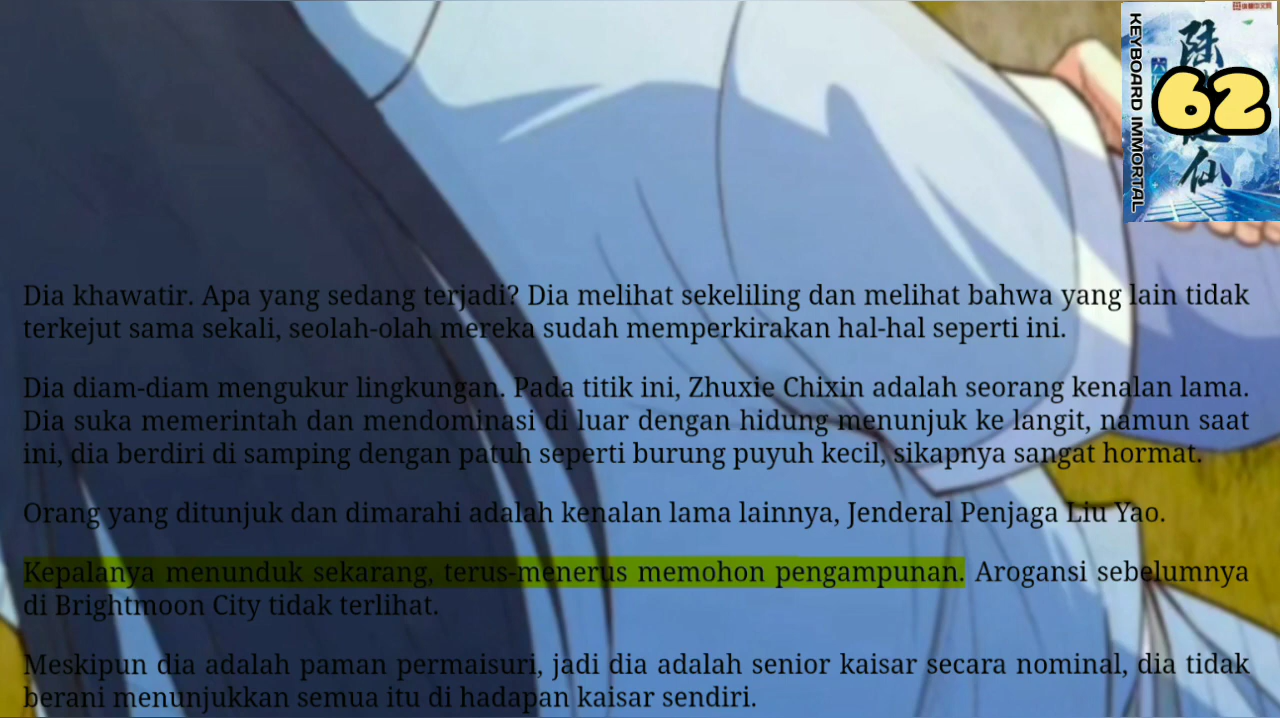 KEYBOARD IMMORTAL
62
Dia khawatir. Apa yang sedang terjadi? Dia melihat sekeliling dan melihat bahwa yang lain tidak
terkejut sama sekali, seolah-olah mereka sudah memperkirakan hal-hal seperti ini.
Dia diam-diam mengukur lingkungan. Pada titik ini, Zhuxie Chixin adalah seorang kenalan lama.
Dia suka memerintah dan mendominasi di luar dengan hidung menunjuk ke langit, namun saat
ini, dia berdiri di samping dengan patuh seperti burung puyuh kecil, sikapnya sangat hormat.
Orang yang ditunjuk dan dimarahi adalah kenalan lama lainnya, Jenderal Penjaga Liu Yao.
Kepalanya menunduk sekarang, terus-menerus memohon pengampunan. Arogansi sebelumnya
di Brightmoon City tidak terlihat.
Meskipun dia adalah paman permaisuri, jadi dia adalah senior kaisar secara nominal, dia tidak
berani menunjukkan semua itu di hadapan kaisar sendiri.